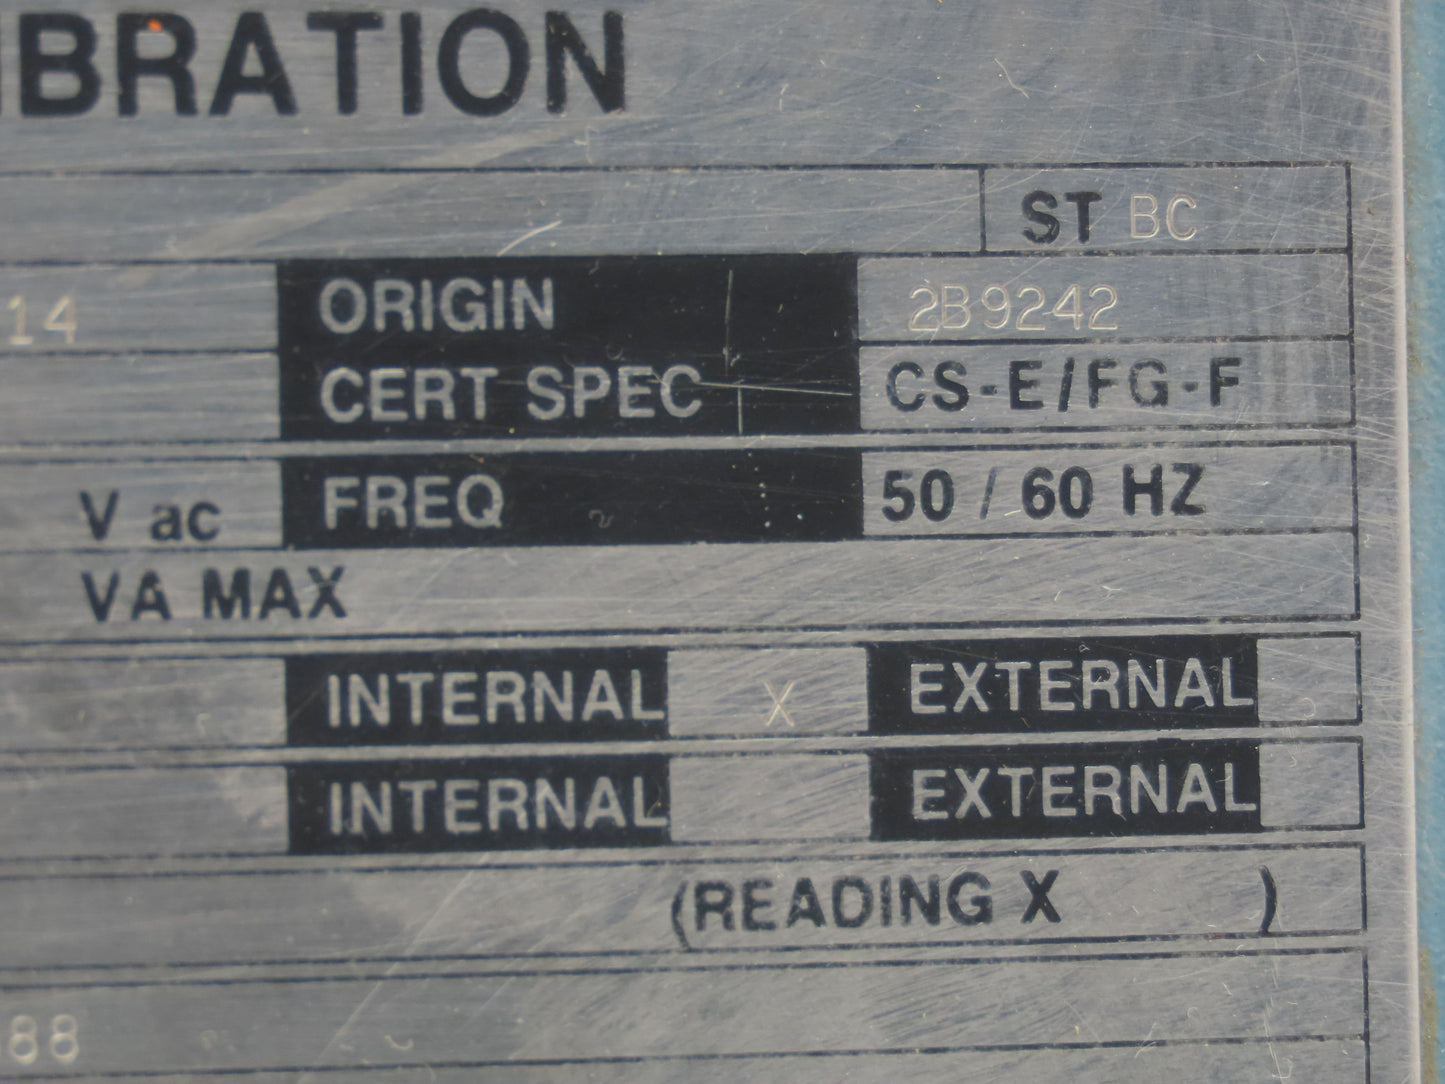 IBRATION
ST BC
14 ORIGIN 2B9242
CERT SPEC CS-E/FG-F
V ac FREQ 50 / 60 HZ
VA MAX
INTERNAL X EXTERNAL
INTERNAL EXTERNAL
(READING X )
88